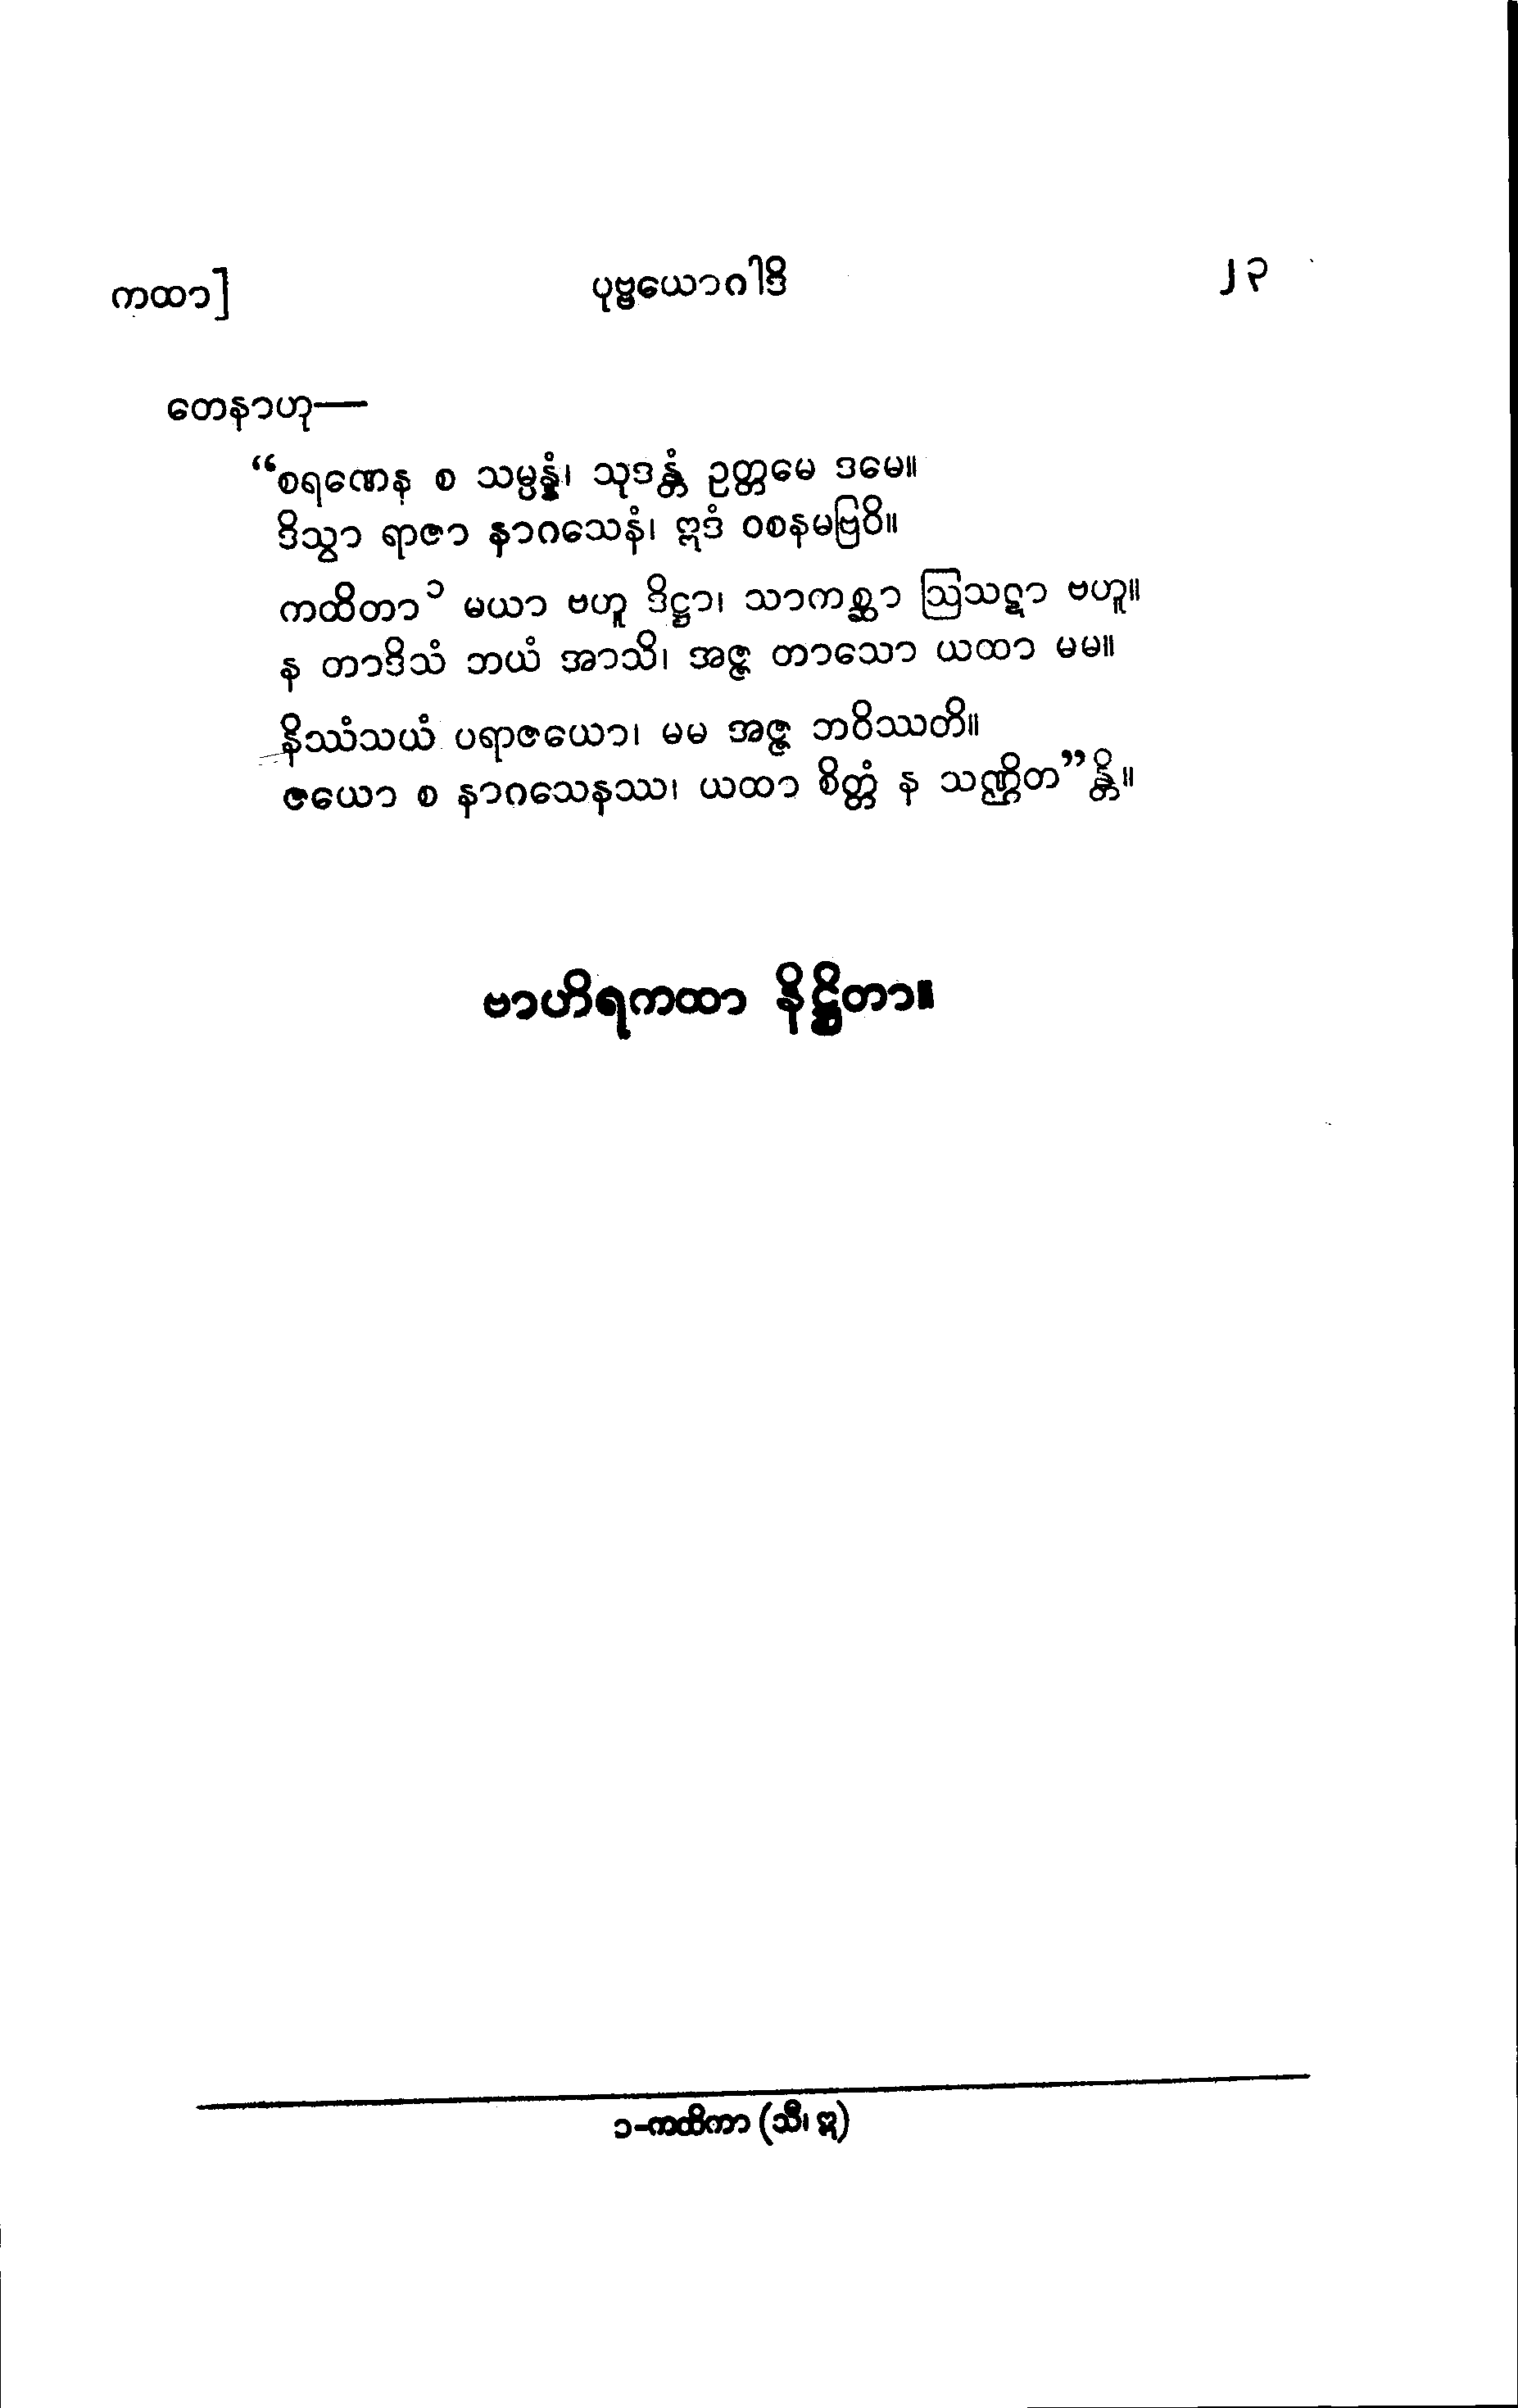 ကထာ] ပုဗ္ဗယောဂါဒိ ၂၃
တေနာဟု—
“စရဏေန စ သမ္ပန္နံ၊ သုဒန္တံ ဥတ္တမေ ဒမေ။
ဒိသွာ ရာဇာ နာဂသေနံ၊ ဣဒံ ဝစနမဗြဝိ။
ကထိတာ ၁ မယာ ဗဟူ ဒိဋ္ဌာ၊ သာကစ္ဆာ ဩသဋာ ဗဟူ။
န တာဒိသံ ဘယံ အာသိ၊ အဇ္ဇ တာသော ယထာ မမ။
နိဿံသယံ ပရာဇယော၊ မမ အဇ္ဇ ဘဝိဿတိ။
ဇယော စ နာဂသေနဿ၊ ယထာ စိတ္တံ န သဏ္ဌိတ”န္တိ။
ဗာဟိရကထာ နိဋ္ဌိတာ။
၁-ကထိကာ (သီ၊ ဣ)